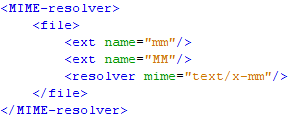 <MIME-resolver>
    <file>
        <ext name="mm"/>
        <ext name="MM"/>
        <resolver mime="text/x-mm"/>
    </file>
</MIME-resolver>